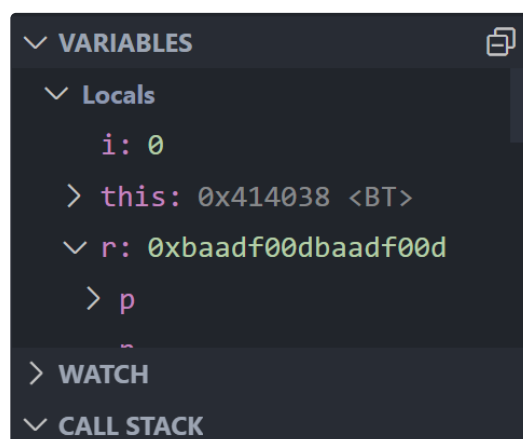 VARIABLES
Locals
i: 0
this: 0x414038 <BT>
r: 0xbaadf00dbaadf00d
p
WATCH
CALL STACK